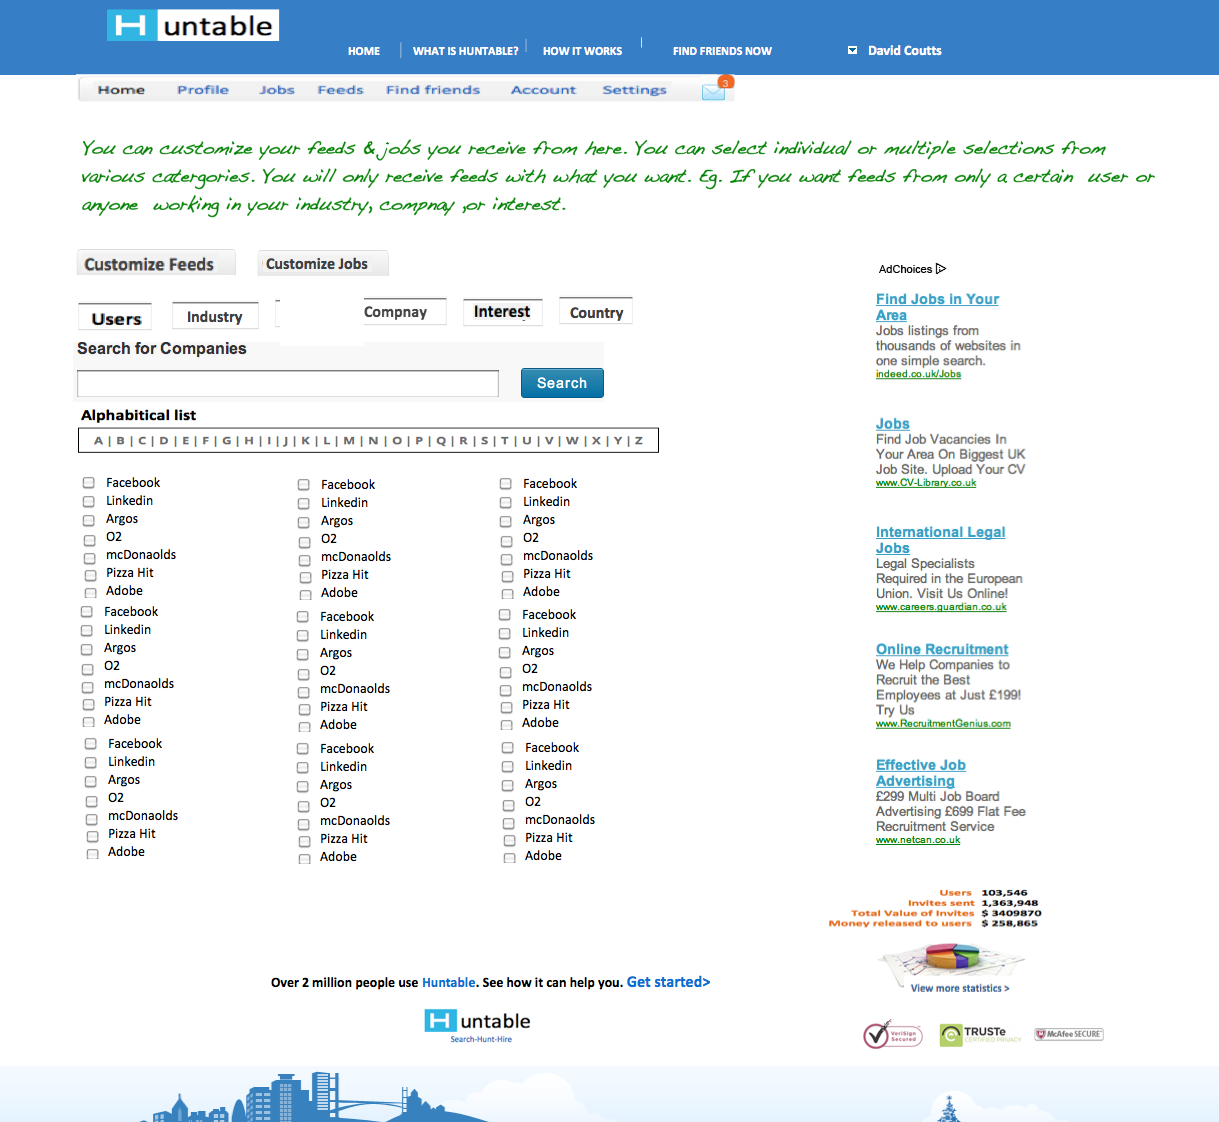 H untable
HOME WHAT IS HUNTABLE? HOW IT WORKS FIND FRIENDS NOW David Coutts
Home Profile Jobs Feeds Find friends Account Settings 3
You can customize your feeds & jobs you receive from here. You can select individual or multiple selections from
various catergories. You will only receive feeds with what you want. Eg. If you want feeds from only a certain user or
anyone working in your industry, compnay ,or interest.
Customize Feeds Customize Jobs
Users Industry Compnay Interest Country
Search for Companies
Search
Alphabitical list
A | B | C | D | E | F | G | H | I | J | K | L | M | N | O | P | Q | R | S | T | U | V | W | X | Y | Z
Facebook Facebook Facebook
Linkedin Linkedin Linkedin
Argos Argos Argos
O2 O2 O2
mcDonaolds mcDonaolds mcDonaolds
Pizza Hit Pizza Hit Pizza Hit
Adobe Adobe Adobe
Facebook Facebook Facebook
Linkedin Linkedin Linkedin
Argos Argos Argos
O2 O2 O2
mcDonaolds mcDonaolds mcDonaolds
Pizza Hit Pizza Hit Pizza Hit
Adobe Adobe Adobe
Facebook Facebook Facebook
Linkedin Linkedin Linkedin
Argos Argos Argos
O2 O2 O2
mcDonaolds mcDonaolds mcDonaolds
Pizza Hit Pizza Hit Pizza Hit
Adobe Adobe Adobe
AdChoices
Find Jobs in Your
Area
Jobs listings from
thousands of websites in
one simple search.
indeed.co.uk/Jobs
Jobs
Find Job Vacancies In
Your Area On Biggest UK
Job Site. Upload Your CV
www.CV-Library.co.uk
International Legal
Jobs
Legal Specialists
Required in the European
Union. Visit Us Online!
www.careers.guardian.co.uk
Online Recruitment
We Help Companies to
Recruit the Best
Employees at Just £199!
Try Us
www.RecruitmentGenius.com
Effective Job
Advertising
£299 Multi Job Board
Advertising £699 Flat Fee
Recruitment Service
www.netcan.co.uk
Users 103,546
Invites sent 1,363,948
Total Value of Invites $ 3409870
Money released to users $ 258,865
View more statistics >
Over 2 million people use Huntable. See how it can help you. Get started>
H untable
Search-Hunt-Hire
VeriSign
Secured
TRUSTe
CERTIFIED PRIVACY
McAfee SECURE